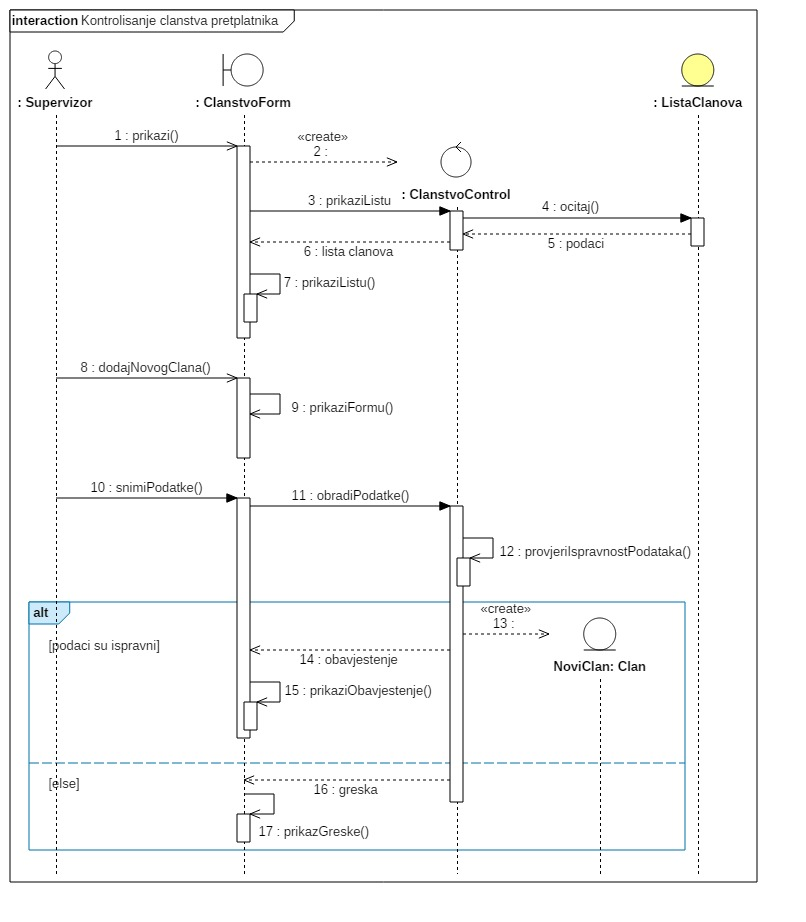 interaction Kontrolisanje clanstva pretplatnika
: Supervizor
: ClanstvoForm
: ListaClanova
1 : prikazi()
«create»
2 :
: ClanstvoControl
3 : prikaziListu
4 : ocitaj()
5 : podaci
6 : lista clanova
7 : prikaziListu()
8 : dodajNovogClana()
9 : prikaziFormu()
10 : snimiPodatke()
11 : obradiPodatke()
12 : provjeriIspravnostPodataka()
alt
«create»
13 :
[podaci su ispravni]
14 : obavjestenje
NoviClan: Clan
15 : prikaziObavjestenje()
[else]
16 : greska
17 : prikazGreske()